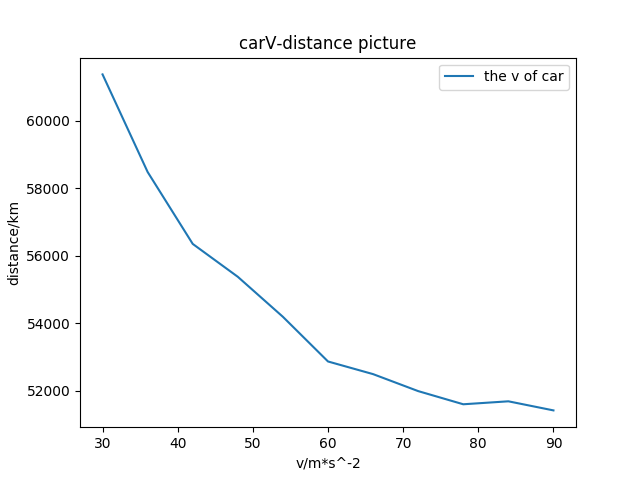 carV-distance picture
the v of car
distance/km
60000
58000
56000
54000
52000
30 40 50 60 70 80 90
v/m*s^-2